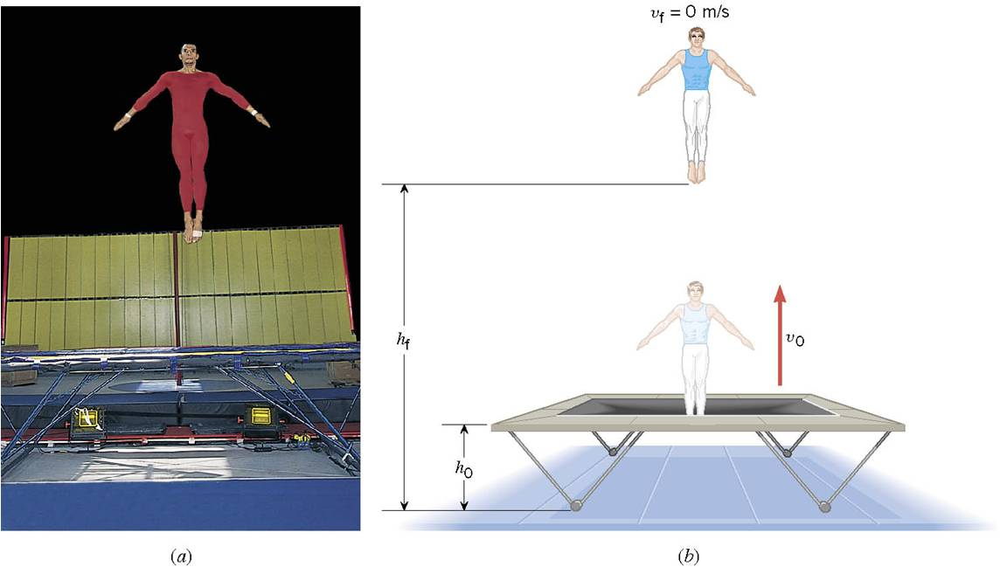 v_f = 0 m/s
h_f
v_0
h_0
(a)
(b)